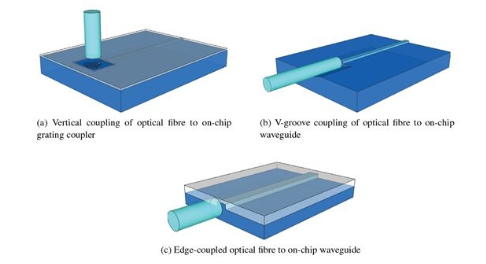 (a) Vertical coupling of optical fibre to on-chip
grating coupler
(b) V-groove coupling of optical fibre to on-chip
waveguide
(c) Edge-coupled optical fibre to on-chip waveguide